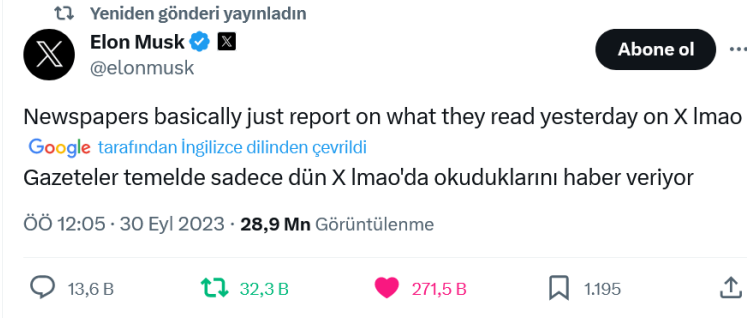 Yeniden gönderi yayınladın
Elon Musk
Abone ol
@elonmusk
Newspapers basically just report on what they read yesterday on X lmao
Google tarafından İngilizce dilinden çevrildi
Gazeteler temelde sadece dün X lmao'da okuduklarını haber veriyor
ÖÖ 12:05 · 30 Eyl 2023 · 28,9 Mn Görüntülenme
13,6 B 32,3 B 271,5 B 1.195